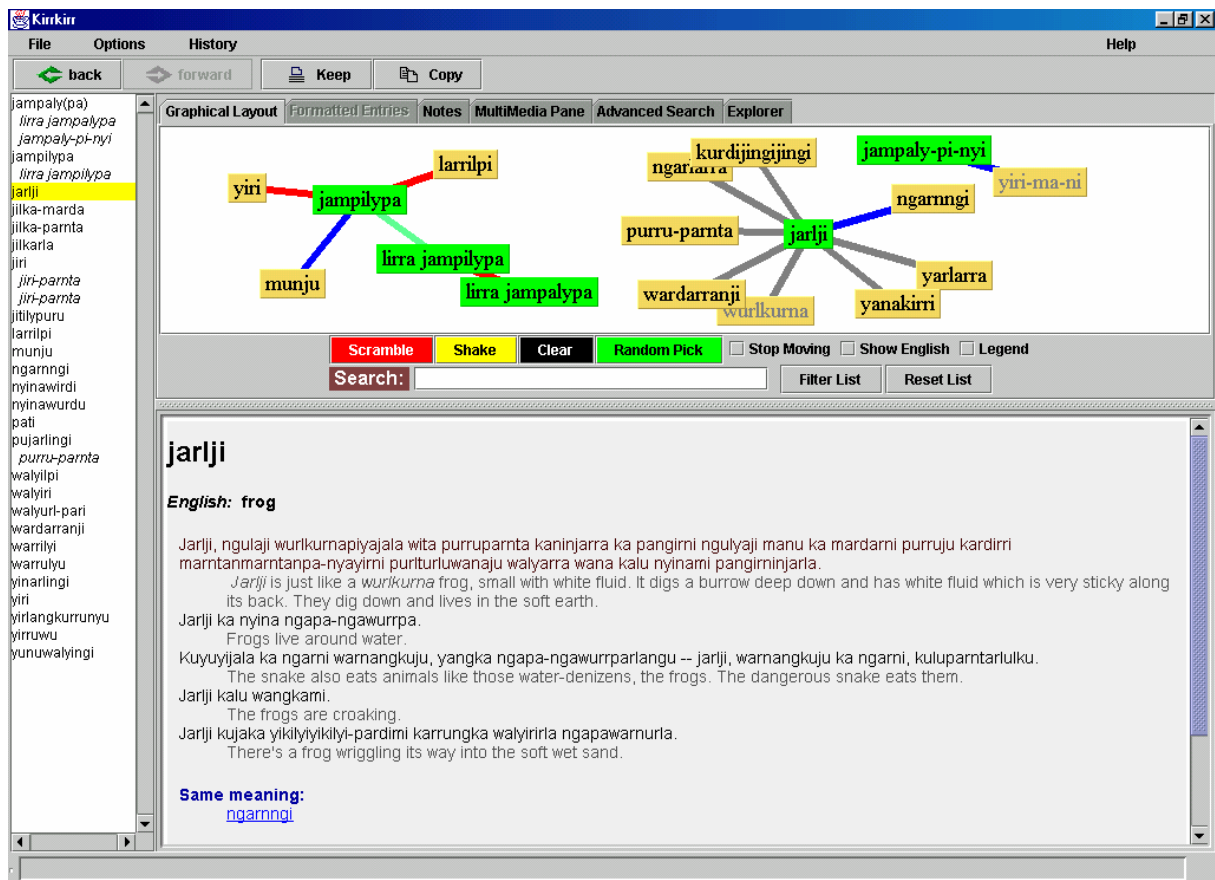 Kirrkirr
File Options History Help
back forward Keep Copy
jampaly(pa)
lirra jampalypa
jampaly-pi-nyi
jampilypa
lirra jampilypa
jarlji
jilka-marda
jilka-parnta
jilkarla
jiri
jiri-parnta
jiri-parnta
jitilypuru
larrilpi
munju
ngarnngi
nyinawirdi
nyinawurdu
pati
pujarlingi
purru-parnta
walyilpi
walyiri
walyurl-pari
wardarranji
warrilyi
warrulyu
yinarlingi
yiri
yirlangkurrunyu
yirruwu
yunuwalyingi
Graphical Layout Formatted Entries Notes MultiMedia Pane Advanced Search Explorer
yiri
larrilpi
jampilypa
munju
lirra jampilypa
lirra jampalypa
kurdijingijingi
jampaly-pi-nyi
yiri-ma-ni
ngarnngi
purru-parnta
jarlji
yarlarra
wardarranji
wurlkurna
yanakirri
Scramble Shake Clear Random Pick Stop Moving Show English Legend
Search: Filter List Reset List
jarlji
English: frog
Jarlji, ngulaji wurlkurnapiyajala wita purruparnta kaninjarra ka pangirni ngulyaji manu ka mardarni purruju kardirri
marntanmarntanpa-nyayirni purlturluwanaju walyarra wana kalu nyinami pangirninjarla.
Jarlji is just like a wurlkurna frog, small with white fluid. It digs a burrow deep down and has white fluid which is very sticky along
its back. They dig down and lives in the soft earth.
Jarlji ka nyina ngapa-ngawurrpa.
Frogs live around water.
Kuyuyijala ka ngarni warnangkuju, yangka ngapa-ngawurrparlangu -- jarlji, warnangkuju ka ngarni, kuluparntarlulku.
The snake also eats animals like those water-denizens, the frogs. The dangerous snake eats them.
Jarlji kalu wangkami.
The frogs are croaking.
Jarlji kujaka yikilyiyikilyi-pardimi karrungka walyirirla ngapawarnurla.
There's a frog wriggling its way into the soft wet sand.
Same meaning:
ngarnngi